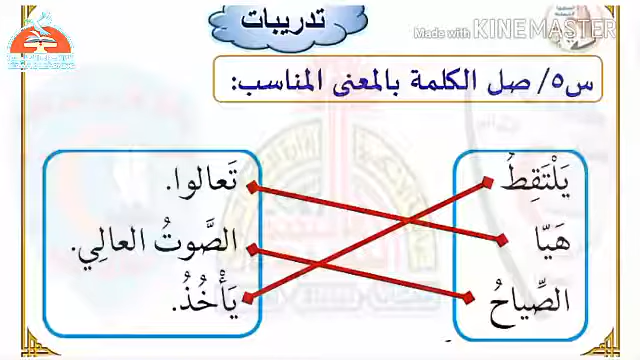 تدريبات
Made with KINEMASTER
س٥/ صل الكلمة بالمعنى المناسب:
يَلْتَقِطُ
تَعالوا.
هَيّا
الصَّوتُ العالِي.
الصِّياحُ
يَأْخُذُ.